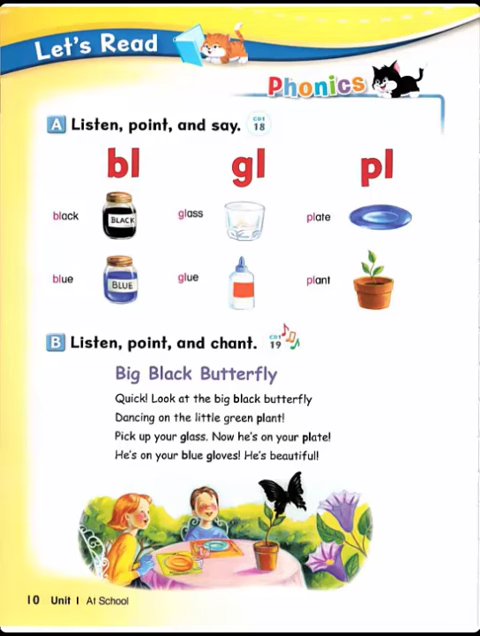 Let's Read
Phonics
A Listen, point, and say. CD1 18
bl gl pl
black BLACK glass plate
blue BLUE glue plant
B Listen, point, and chant. CD1 19
Big Black Butterfly
Quick! Look at the big black butterfly
Dancing on the little green plant!
Pick up your glass. Now he's on your plate!
He's on your blue gloves! He's beautiful!
10 Unit 1 At School